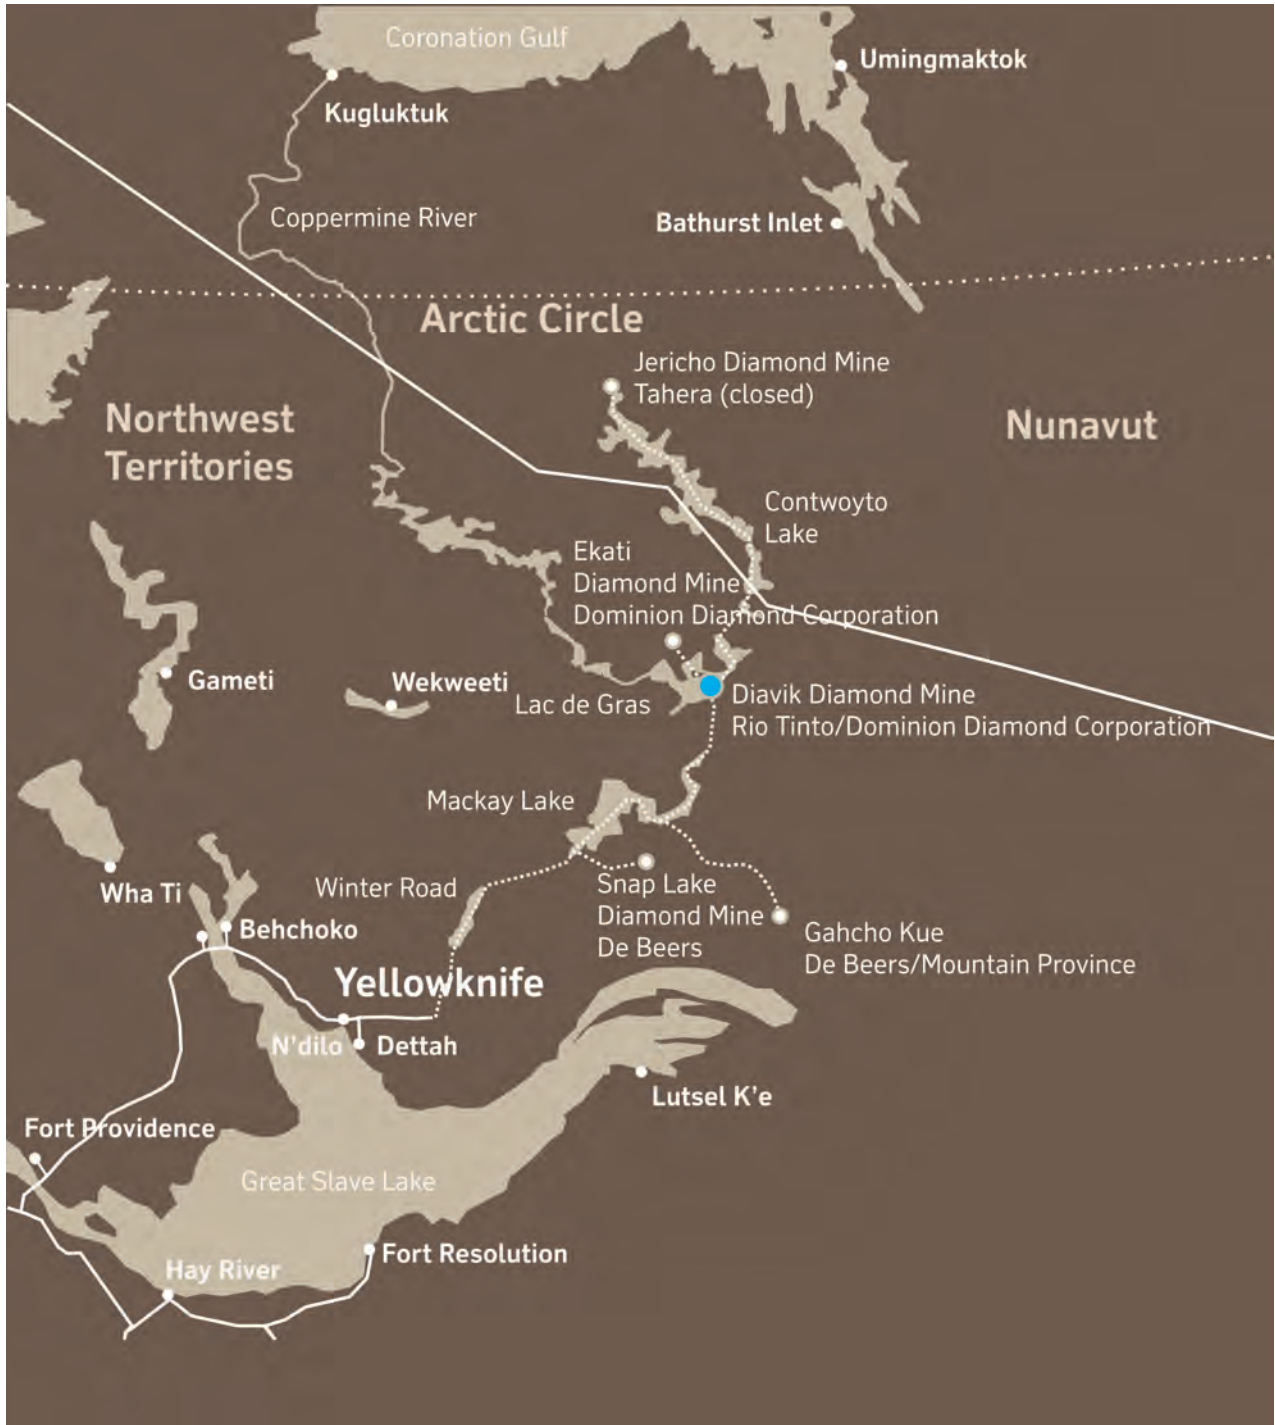 Coronation Gulf
Umingmaktok
Kugluktuk
Coppermine River
Bathurst Inlet
Arctic Circle
Jericho Diamond Mine
Tahera (closed)
Northwest
Territories
Nunavut
Contwoyto
Lake
Ekati
Diamond Mine
Dominion Diamond Corporation
Gameti
Wekweeti
Lac de Gras
Diavik Diamond Mine
Rio Tinto/Dominion Diamond Corporation
Mackay Lake
Wha Ti
Winter Road
Snap Lake
Diamond Mine
De Beers
Behchoko
Gahcho Kue
De Beers/Mountain Province
Yellowknife
N'dilo
Dettah
Lutsel K'e
Fort Providence
Great Slave Lake
Fort Resolution
Hay River